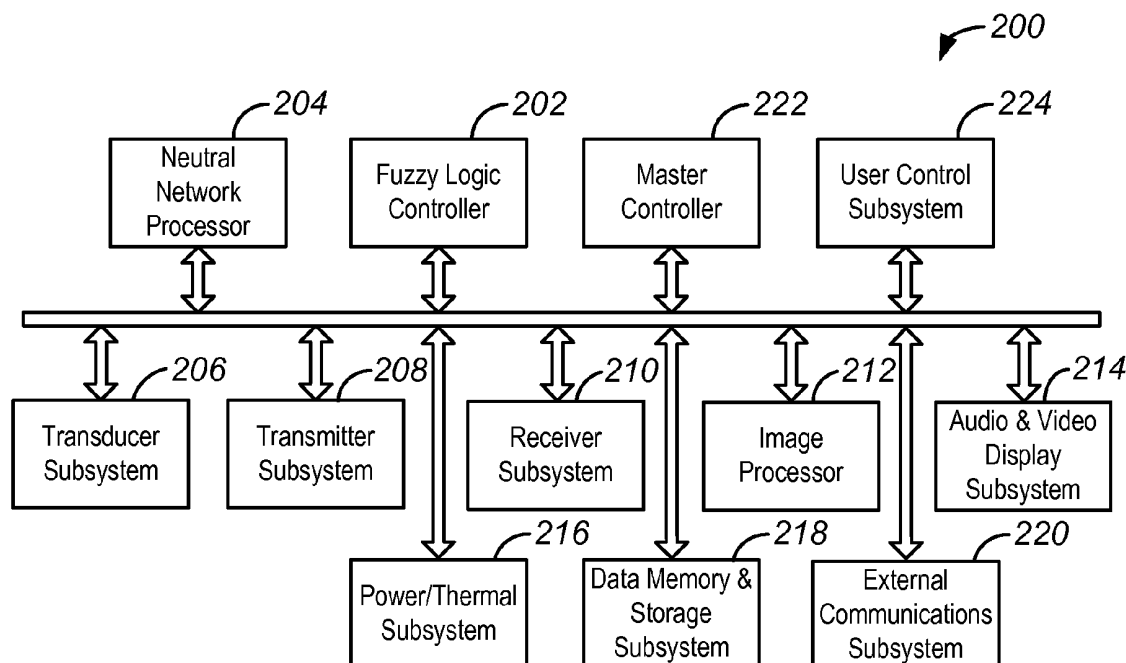 200
204
202
222
224
Neutral
Network
Processor
Fuzzy Logic
Controller
Master
Controller
User Control
Subsystem
206
208
210
212
214
Transducer
Subsystem
Transmitter
Subsystem
Receiver
Subsystem
Image
Processor
Audio & Video
Display
Subsystem
216
218
220
Power/Thermal
Subsystem
Data Memory &
Storage
Subsystem
External
Communications
Subsystem